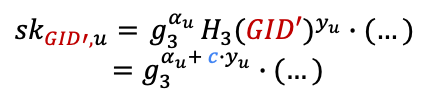 sk_{GID′,u} = g_3^{α_u} H_3(GID′)^{y_u} · (…)
= g_3^{α_u + c·y_u} · (…)